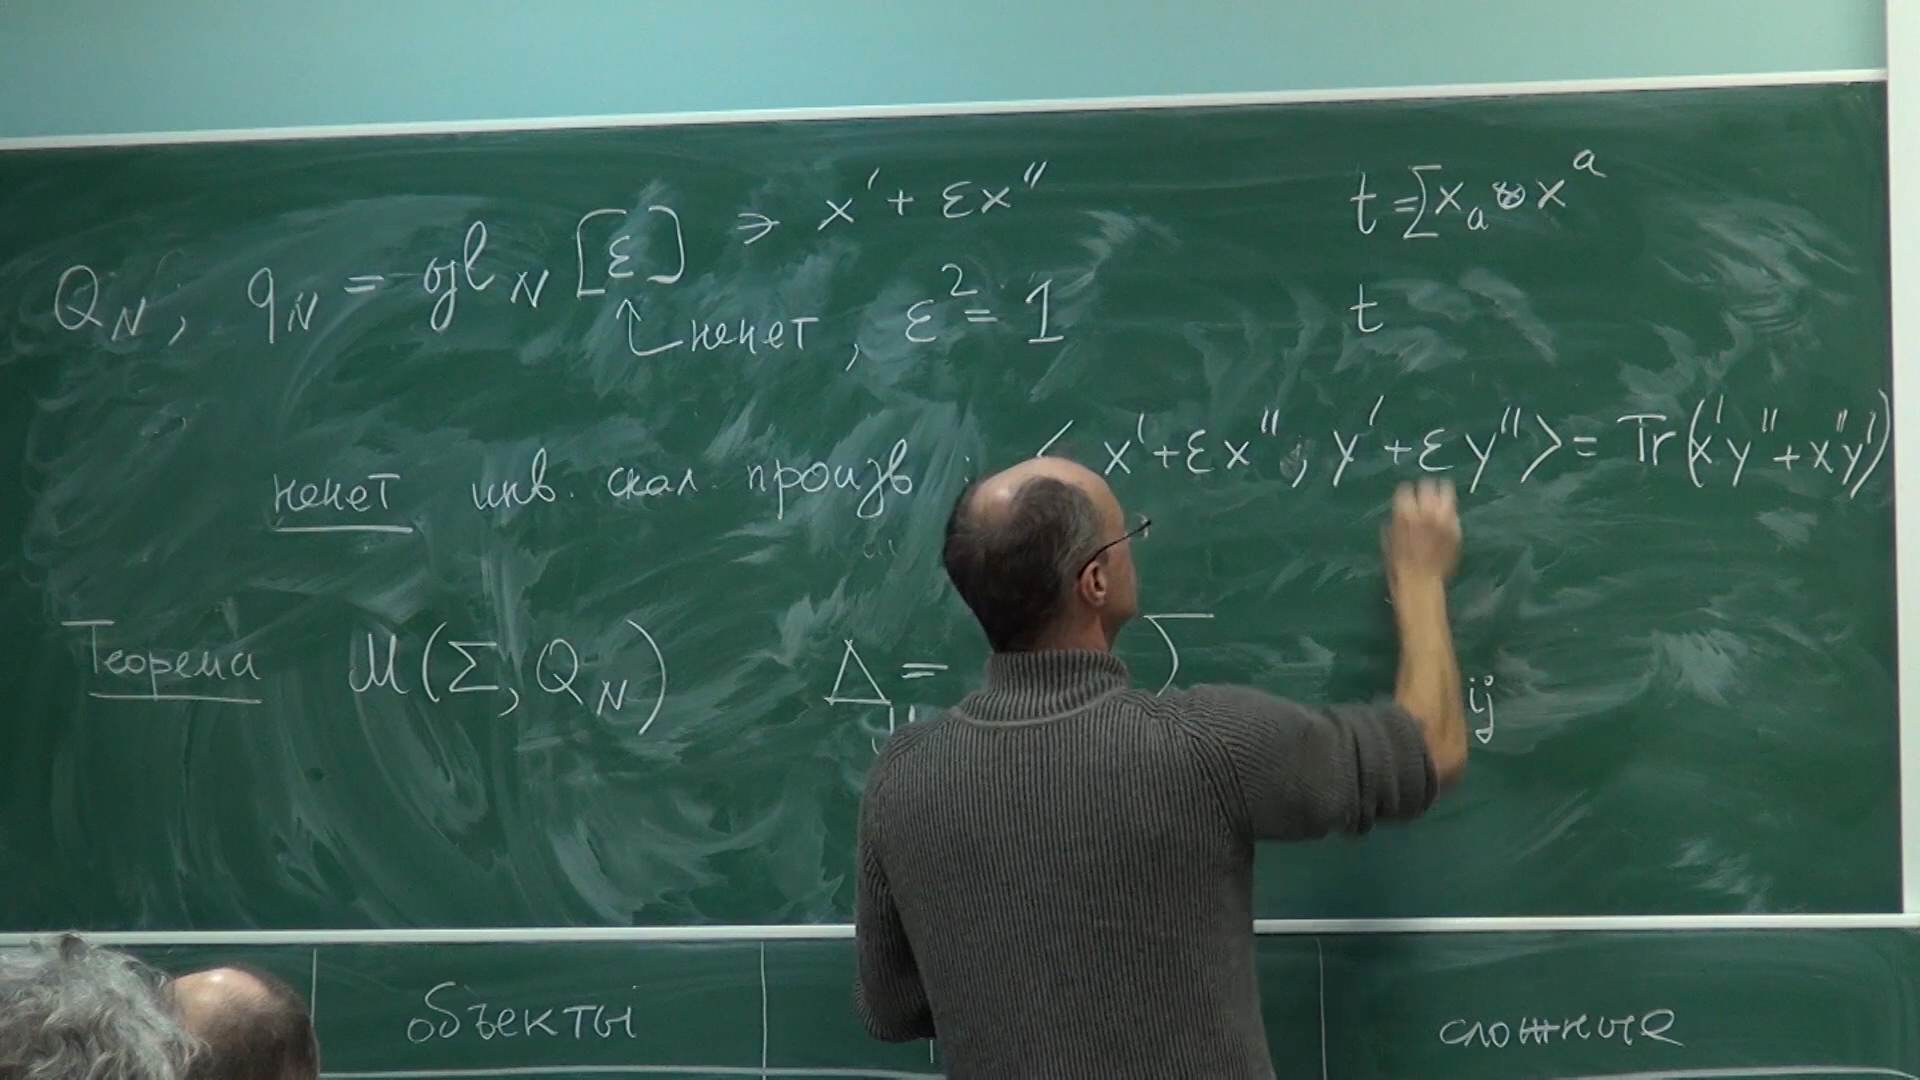 Q_N, q_N = gl_N [ε] ∋ x′ + εx″
t = ∑ x_a ⊗ x^a
нечет, ε² = 1
t
нечет инв. скал. произв : ⟨ x′+εx″, y′+εy″ ⟩ = Tr(x′y″+x″y′)
Теорема M(Σ, Q_N) Δ = ij
объекты
сложные